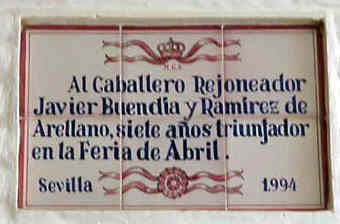 Al Caballero Rejoneador
Javier Buendía y Ramírez de
Arellano, siete años triunfador
en la Feria de Abril.
Sevilla 1994